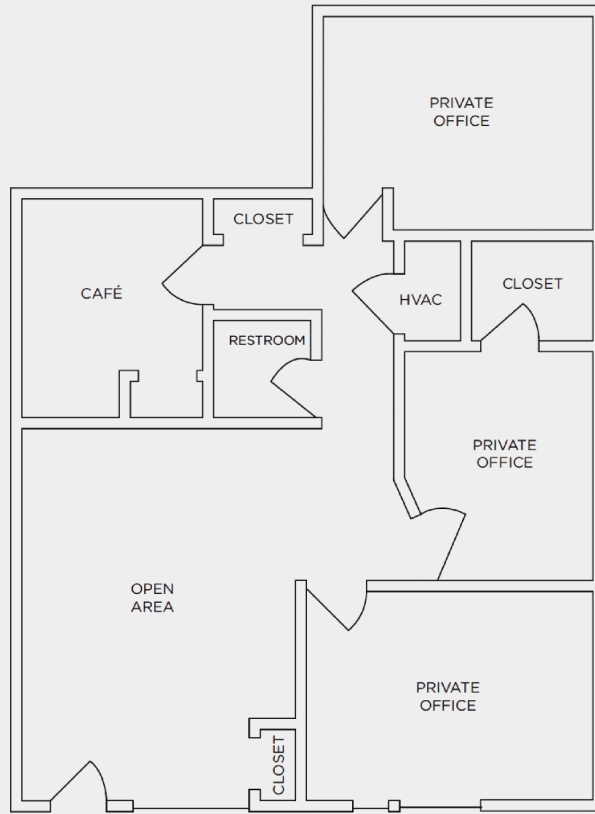 PRIVATE
OFFICE
CLOSET
CAFÉ
HVAC
CLOSET
RESTROOM
PRIVATE
OFFICE
OPEN
AREA
PRIVATE
OFFICE
CLOSET